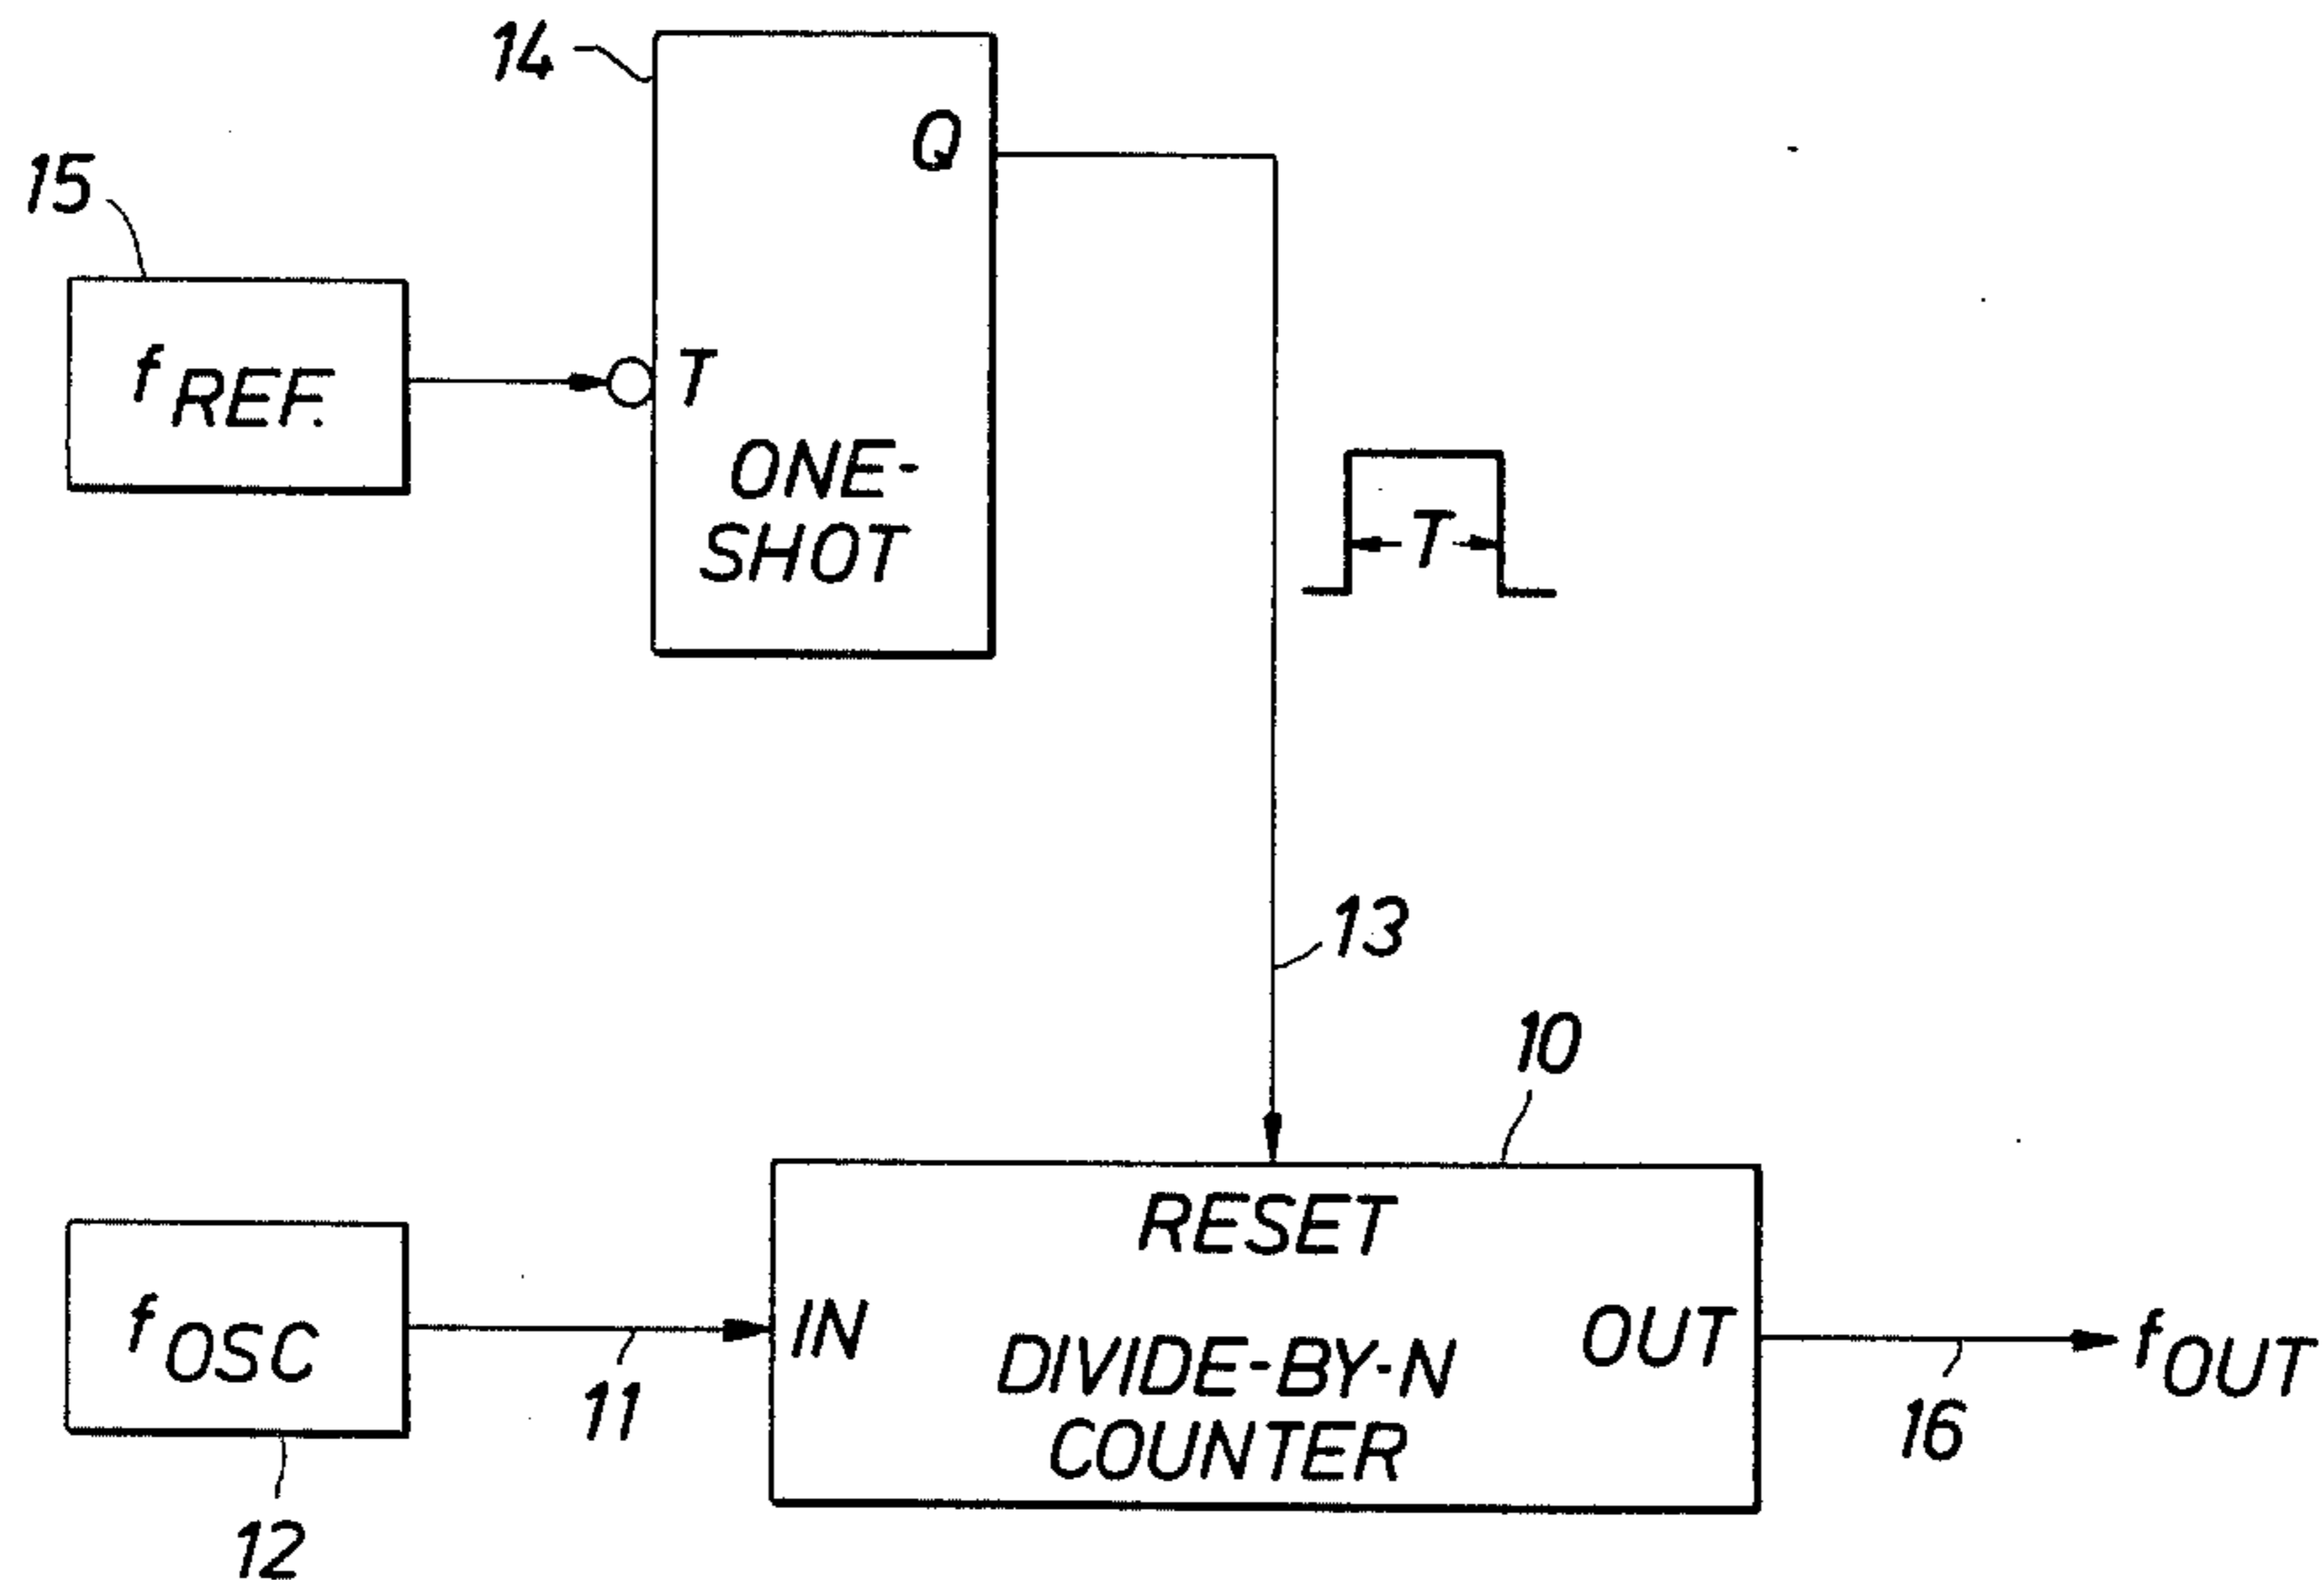 14
Q
15
f REF.
T
ONE-
SHOT
T
13
10
RESET
f OSC
IN
OUT
DIVIDE-BY-N
COUNTER
f OUT
11
16
12